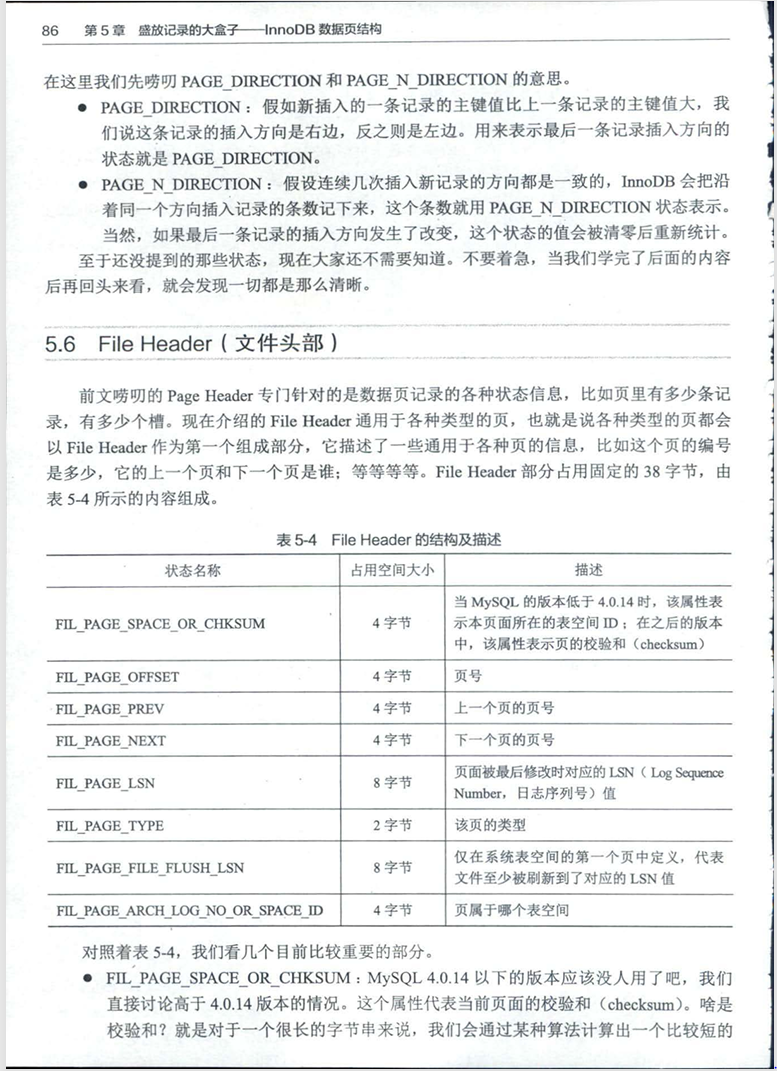 86 第 5 章 盛放记录的大盒子——InnoDB 数据页结构
在这里我们先唠叨 PAGE_DIRECTION 和 PAGE_N_DIRECTION 的意思。
● PAGE_DIRECTION：假如新插入的一条记录的主键值比上一条记录的主键值大，我
们说这条记录的插入方向是右边，反之则是左边。用来表示最后一条记录插入方向的
状态就是 PAGE_DIRECTION。
● PAGE_N_DIRECTION：假设连续几次插入新记录的方向都是一致的，InnoDB 会把沿
着同一个方向插入记录的条数记下来，这个条数就用 PAGE_N_DIRECTION 状态表示。
当然，如果最后一条记录的插入方向发生了改变，这个状态的值会被清零后重新统计。
至于还没提到的那些状态，现在大家还不需要知道。不要着急，当我们学完了后面的内容
后再回头来看，就会发现一切都是那么清晰。
5.6 File Header（文件头部）
前文唠叨的 Page Header 专门针对的是数据页记录的各种状态信息，比如页里有多少条记
录，有多少个槽。现在介绍的 File Header 通用于各种类型的页，也就是说各种类型的页都会
以 File Header 作为第一个组成部分，它描述了一些通用于各种页的信息，比如这个页的编号
是多少，它的上一个页和下一个页是谁；等等等等。File Header 部分占用固定的 38 字节，由
表 5-4 所示的内容组成。
表 5-4 File Header 的结构及描述
状态名称 占用空间大小 描述
FIL_PAGE_SPACE_OR_CHKSUM 4 字节 当 MySQL 的版本低于 4.0.14 时，该属性表
示本页面所在的表空间 ID；在之后的版本
中，该属性表示页的校验和（checksum）
FIL_PAGE_OFFSET 4 字节 页号
FIL_PAGE_PREV 4 字节 上一个页的页号
FIL_PAGE_NEXT 4 字节 下一个页的页号
FIL_PAGE_LSN 8 字节 页面被最后修改时对应的 LSN（Log Sequence
Number，日志序列号）值
FIL_PAGE_TYPE 2 字节 该页的类型
FIL_PAGE_FILE_FLUSH_LSN 8 字节 仅在系统表空间的第一个页中定义，代表
文件至少被刷新到了对应的 LSN 值
FIL_PAGE_ARCH_LOG_NO_OR_SPACE_ID 4 字节 页属于哪个表空间
对照着表 5-4，我们看几个目前比较重要的部分。
● FIL_PAGE_SPACE_OR_CHKSUM：MySQL 4.0.14 以下的版本应该没人用了吧，我们
直接讨论高于 4.0.14 版本的情况。这个属性代表当前页面的校验和（checksum）。啥是
校验和？就是对于一个很长的字节串来说，我们会通过某种算法计算出一个比较短的